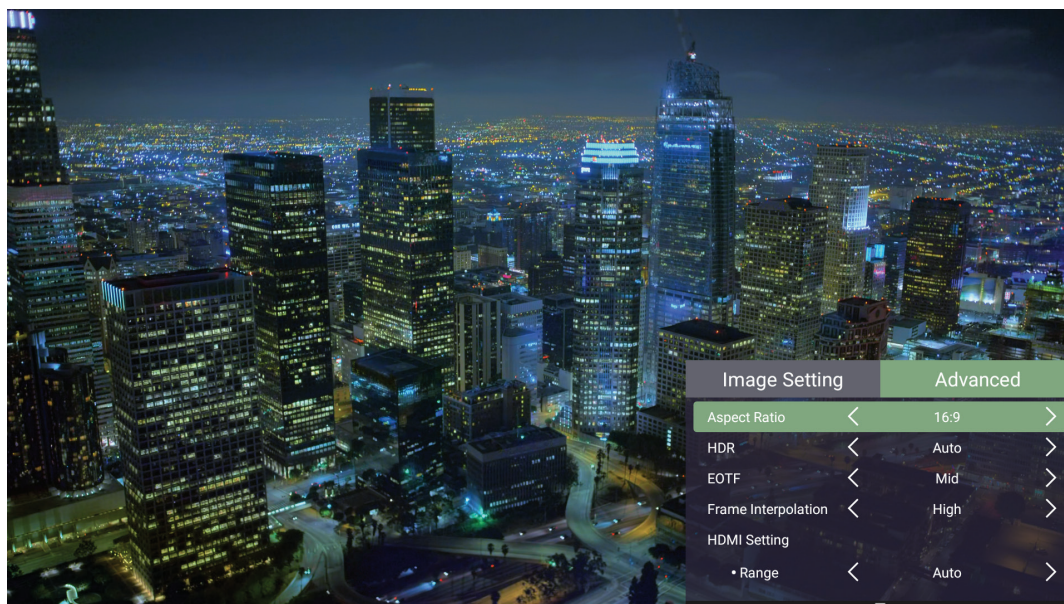 Image Setting Advanced
Aspect Ratio < 16:9 >
HDR < Auto >
EOTF < Mid >
Frame Interpolation < High >
HDMI Setting
• Range < Auto >